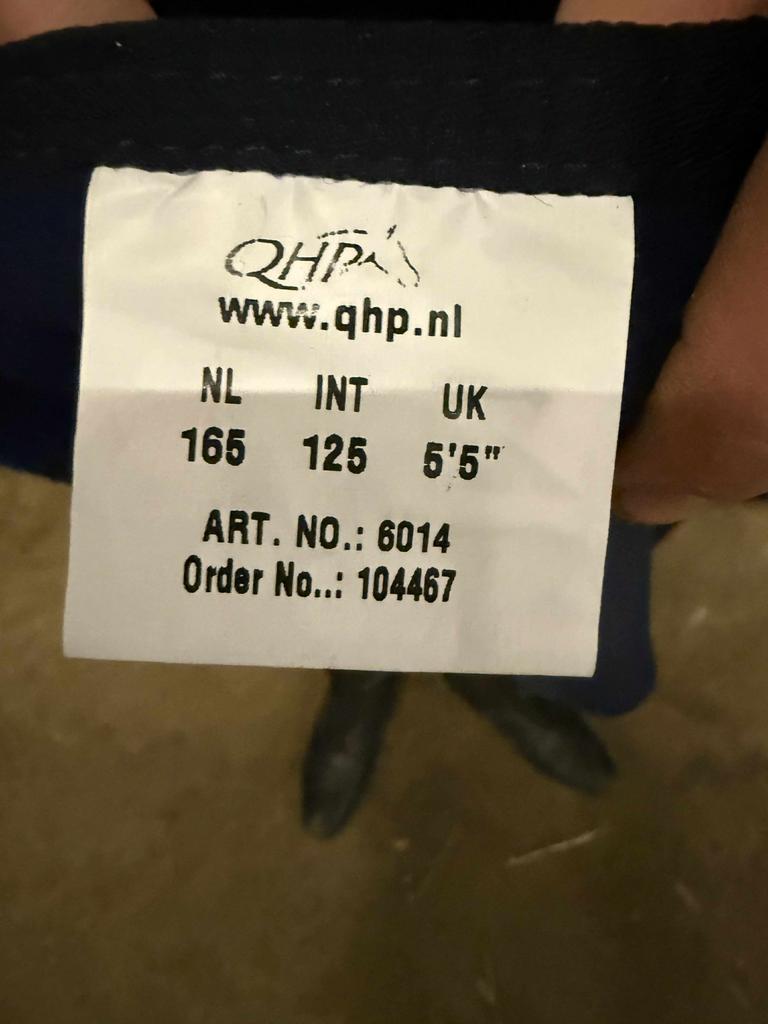 QHP
www.qhp.nl
NL INT UK
165 125 5'5"
ART. NO.: 6014
Order No..: 104467